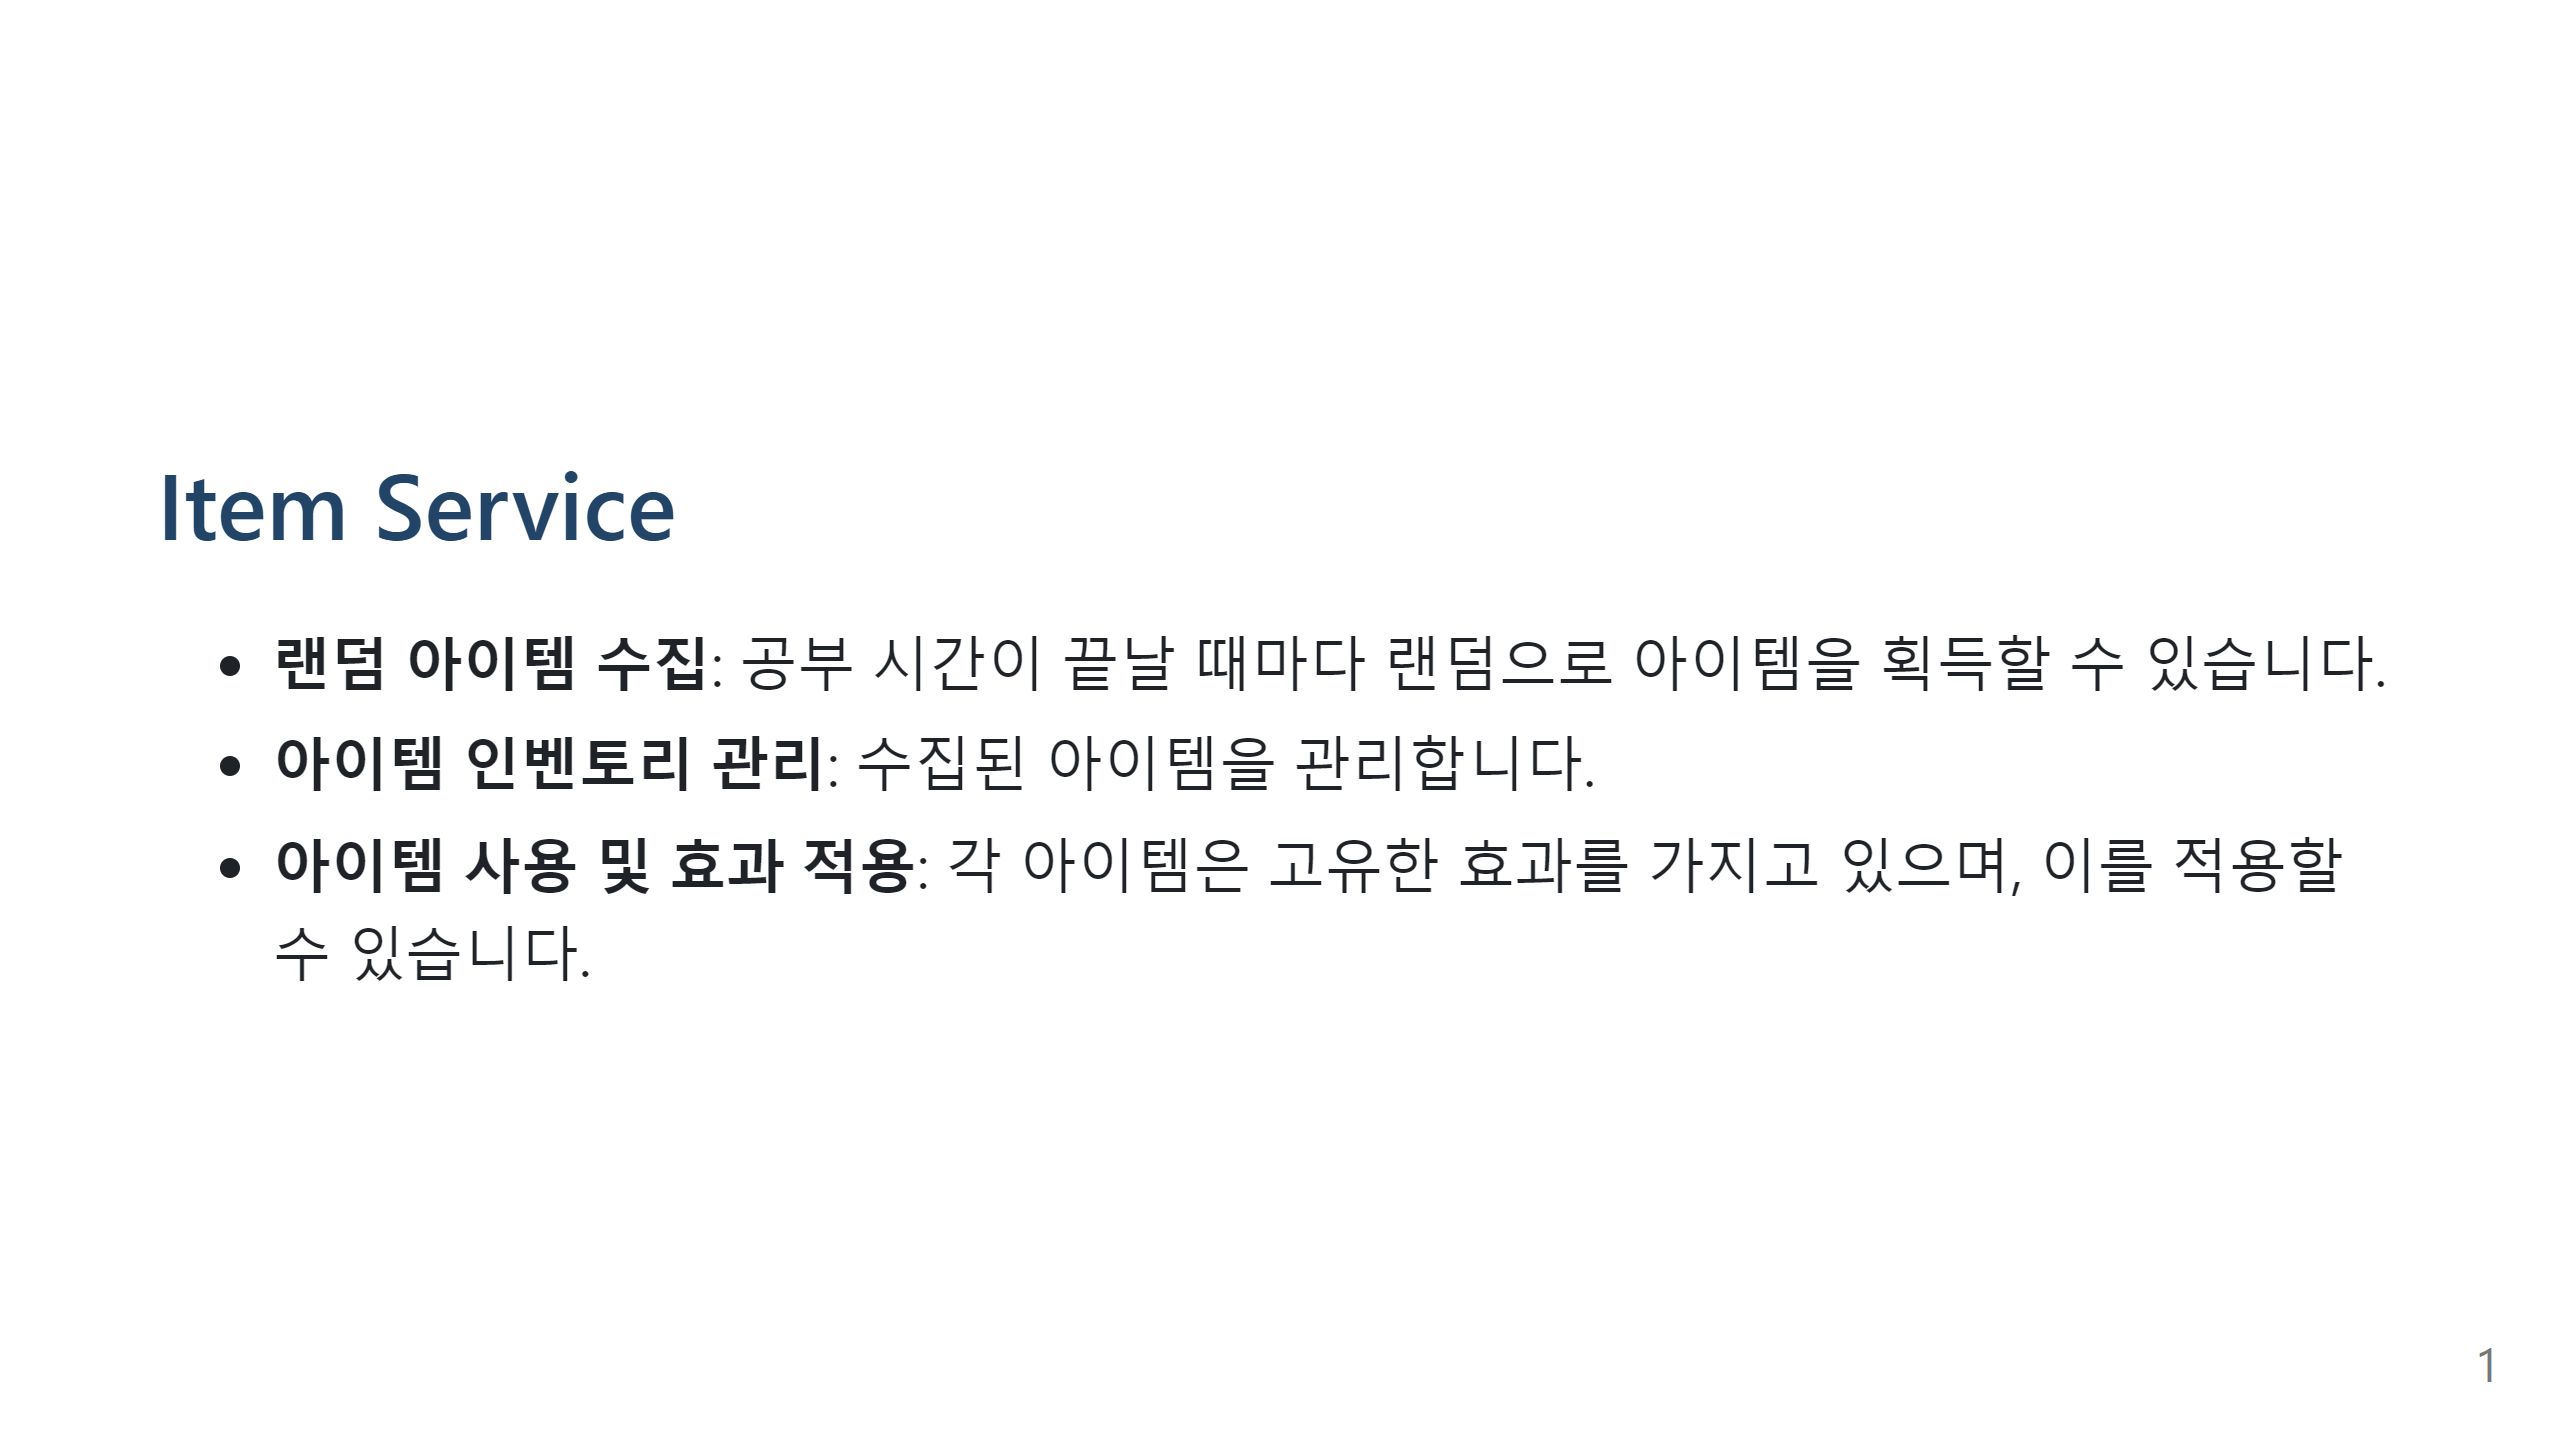 Item Service
• 랜덤 아이템 수집: 공부 시간이 끝날 때마다 랜덤으로 아이템을 획득할 수 있습니다.
• 아이템 인벤토리 관리: 수집된 아이템을 관리합니다.
• 아이템 사용 및 효과 적용: 각 아이템은 고유한 효과를 가지고 있으며, 이를 적용할
수 있습니다.
1